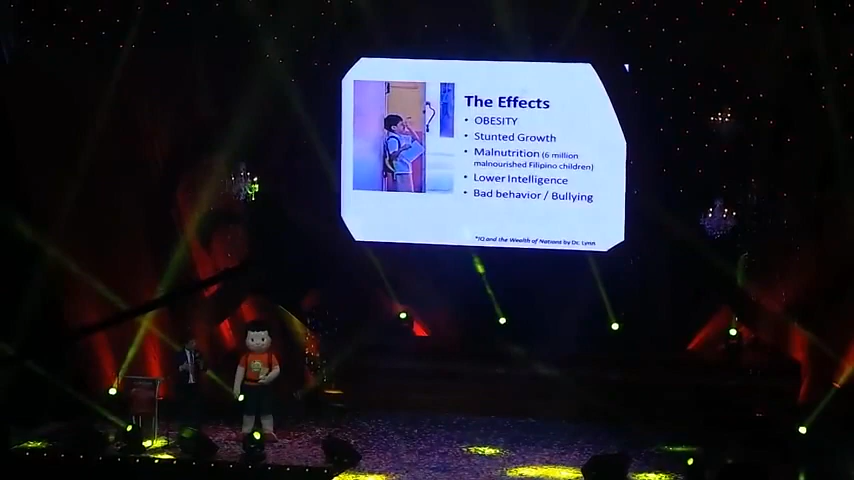 The Effects
• OBESITY
• Stunted Growth
• Malnutrition (6 million
malnourished Filipino children)
• Lower Intelligence
• Bad behavior / Bullying
*IQ and the Wealth of Nations by Dr. Lynn